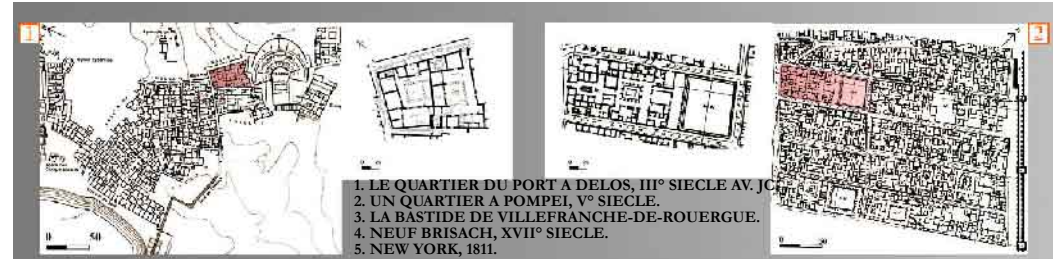 1
2
0 50
1. LE QUARTIER DU PORT A DELOS, III° SIECLE AV. JC
2. UN QUARTIER A POMPEI, V° SIECLE.
3. LA BASTIDE DE VILLEFRANCHE-DE-ROUERGUE.
4. NEUF BRISACH, XVII° SIECLE.
5. NEW YORK, 1811.